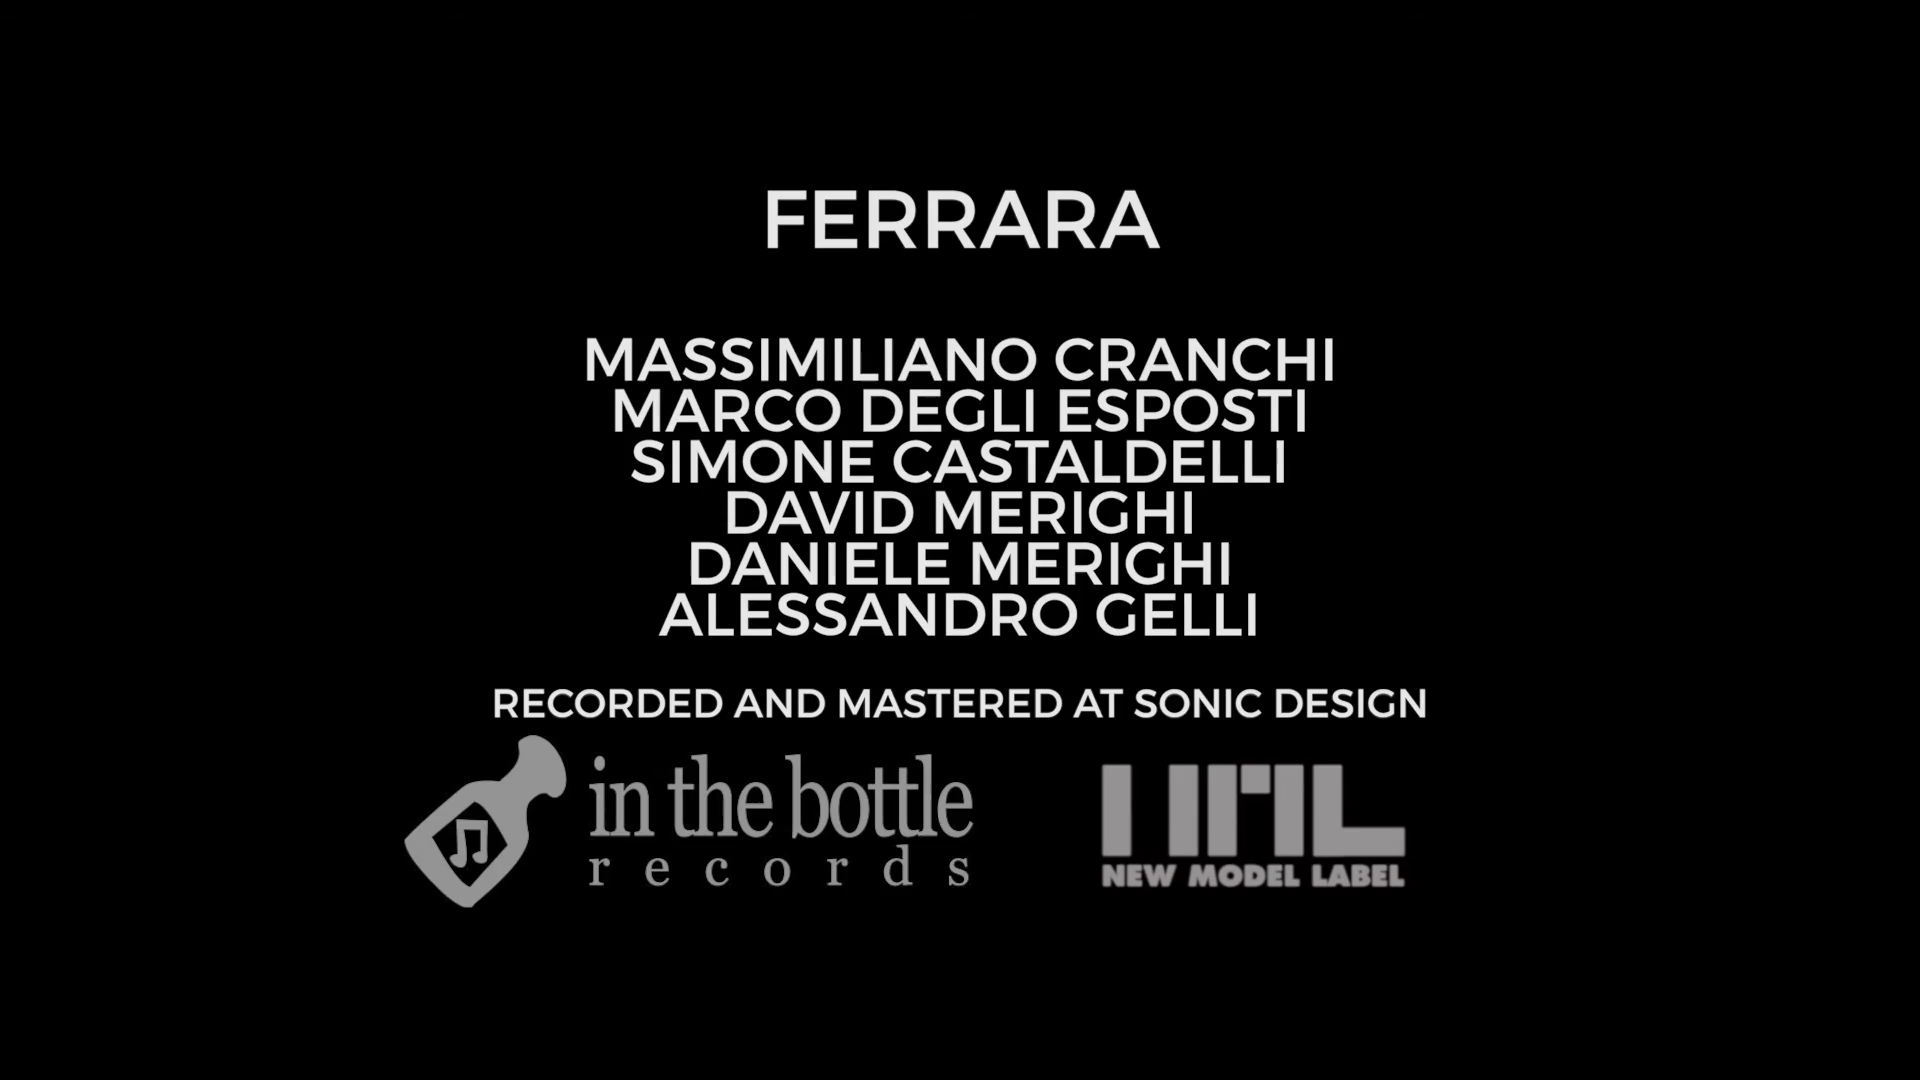 FERRARA
MASSIMILIANO CRANCHI
MARCO DEGLI ESPOSTI
SIMONE CASTALDELLI
DAVID MERIGHI
DANIELE MERIGHI
ALESSANDRO GELLI
RECORDED AND MASTERED AT SONIC DESIGN
in the bottle
records
NML
NEW MODEL LABEL